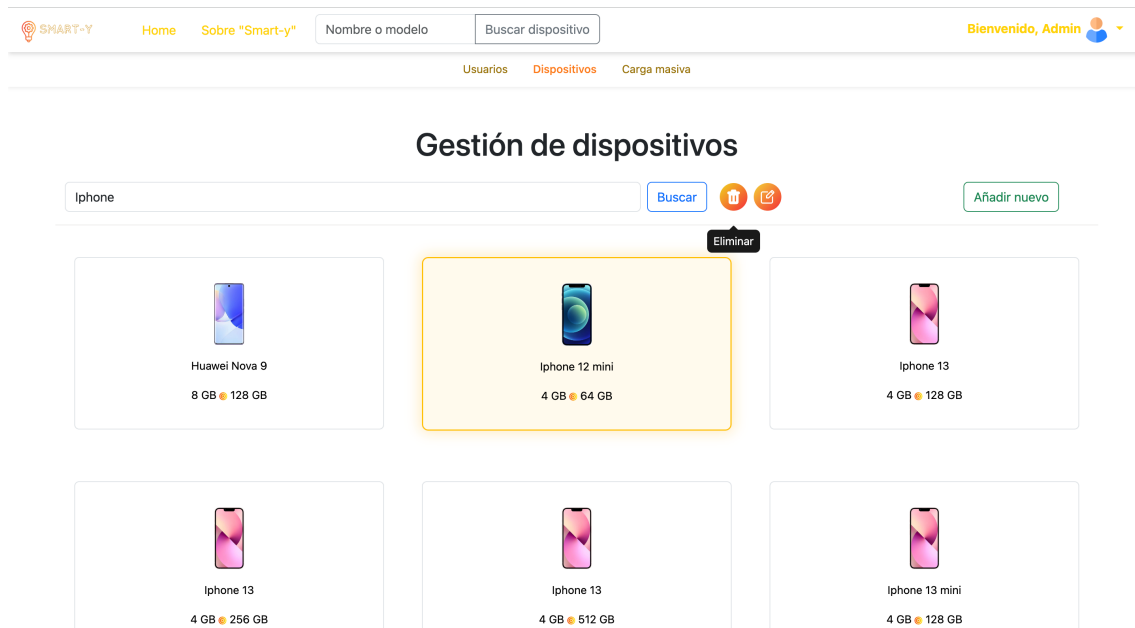 SMART-Y Home Sobre "Smart-y" Nombre o modelo Buscar dispositivo Bienvenido, Admin
Usuarios Dispositivos Carga masiva
Gestión de dispositivos
Iphone Buscar Añadir nuevo
Eliminar
Huawei Nova 9
8 GB 128 GB
Iphone 12 mini
4 GB 64 GB
Iphone 13
4 GB 128 GB
Iphone 13
4 GB 256 GB
Iphone 13
4 GB 512 GB
Iphone 13 mini
4 GB 128 GB